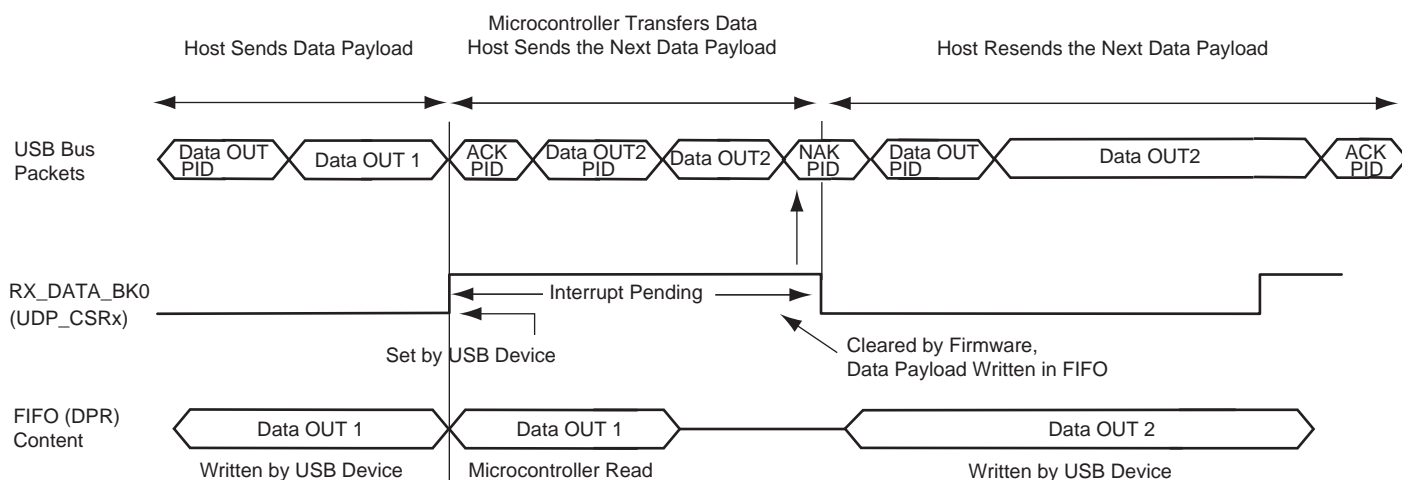 Microcontroller Transfers Data
Host Sends Data Payload
Host Sends the Next Data Payload
Host Resends the Next Data Payload
USB Bus
Packets
Data OUT
PID
Data OUT 1
ACK
PID
Data OUT2
PID
Data OUT2
NAK
PID
Data OUT
PID
Data OUT2
ACK
PID
RX_DATA_BK0
(UDP_CSRx)
Interrupt Pending
Set by USB Device
Cleared by Firmware,
Data Payload Written in FIFO
FIFO (DPR)
Content
Data OUT 1
Data OUT 1
Data OUT 2
Written by USB Device
Microcontroller Read
Written by USB Device